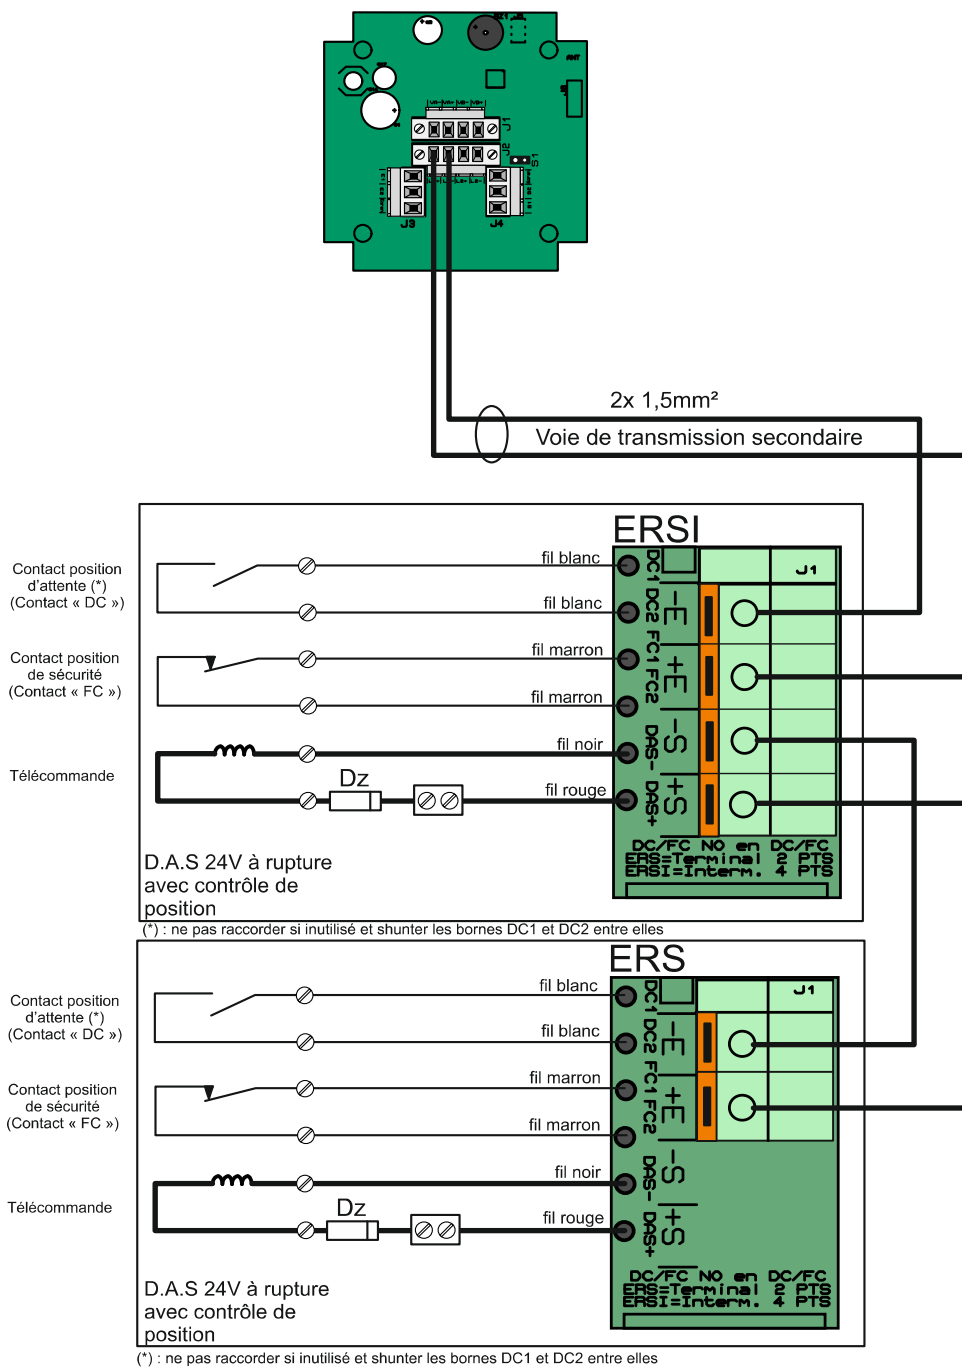 ANT
J1
J2
S1
J3
J4
2x 1,5mm²
Voie de transmission secondaire
ERSI
Contact position
d'attente (*)
(Contact « DC »)
fil blanc
fil blanc
Contact position
de sécurité
(Contact « FC »)
fil marron
fil marron
Télécommande
fil noir
Dz
fil rouge
DC1
DC2
FC1
FC2
DAS-
DAS+
-E
+E
-S
+S
J1
DC/FC NO en DC/FC
ERS=Terminal 2 PTS
ERSI=Interm. 4 PTS
D.A.S 24V à rupture
avec contrôle de
position
(*) : ne pas raccorder si inutilisé et shunter les bornes DC1 et DC2 entre elles
ERS
Contact position
d'attente (*)
(Contact « DC »)
fil blanc
fil blanc
Contact position
de sécurité
(Contact « FC »)
fil marron
fil marron
Télécommande
fil noir
Dz
fil rouge
DC1
DC2
FC1
FC2
DAS-
DAS+
-E
+E
-S
+S
J1
DC/FC NO en DC/FC
ERS=Terminal 2 PTS
ERSI=Interm. 4 PTS
D.A.S 24V à rupture
avec contrôle de
position
(*) : ne pas raccorder si inutilisé et shunter les bornes DC1 et DC2 entre elles